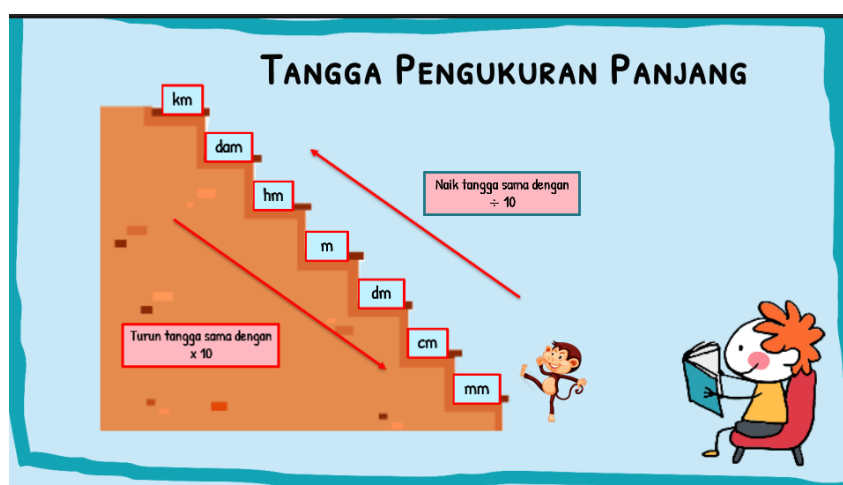 TANGGA PENGUKURAN PANJANG
km
dam
hm
m
dm
cm
mm
Naik tangga sama dengan
÷ 10
Turun tangga sama dengan
x 10